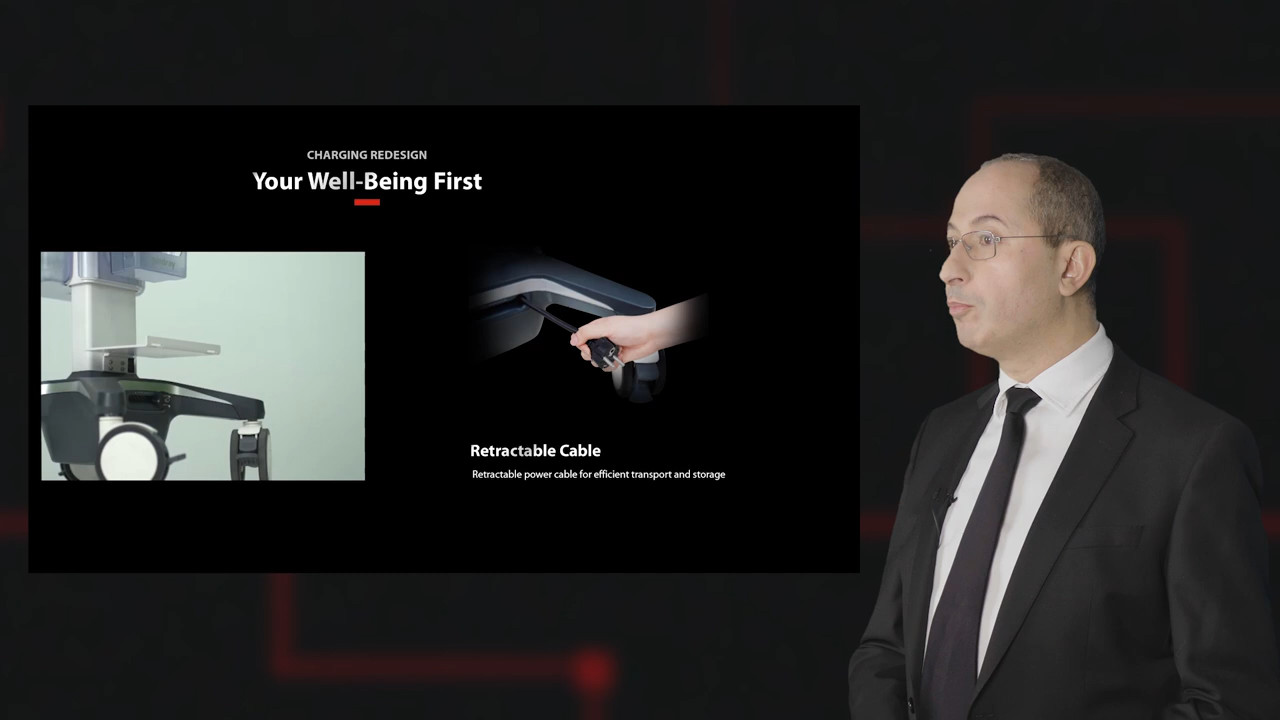 CHARGING REDESIGN
Your Well-Being First
Retractable Cable
Retractable power cable for efficient transport and storage